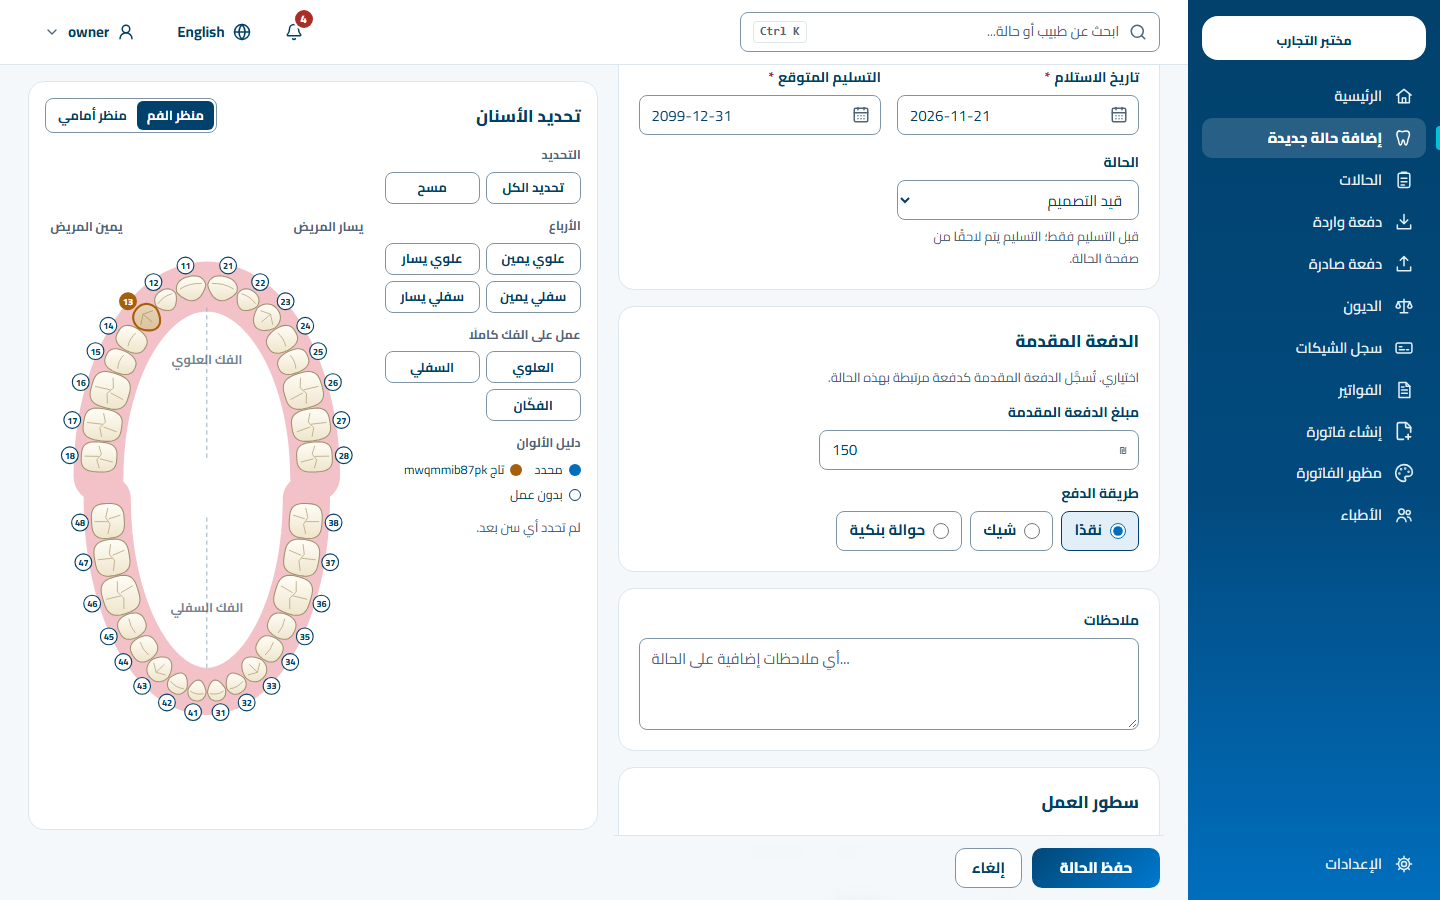 مختبر التجارب
الرئيسية
إضافة حالة جديدة
الحالات
دفعة واردة
دفعة صادرة
الديون
سجل الشيكات
الفواتير
إنشاء فاتورة
مظهر الفاتورة
الأطباء
الإعدادات
ابحث عن طبيب أو حالة...
Ctrl K
4
English
owner
تاريخ الاستلام *
التسليم المتوقع *
2026-11-21
2099-12-31
الحالة
قيد التصميم
قبل التسليم فقط؛ التسليم يتم لاحقًا من
صفحة الحالة.
الدفعة المقدمة
اختياري. تُسجَّل الدفعة المقدمة كدفعة مرتبطة بهذه الحالة.
مبلغ الدفعة المقدمة
₪
150
طريقة الدفع
نقدًا
شيك
حوالة بنكية
ملاحظات
أي ملاحظات إضافية على الحالة...
سطور العمل
حفظ الحالة
إلغاء
تحديد الأسنان
منظر الفم
منظر أمامي
التحديد
تحديد الكل
مسح
الأرباع
علوي يمين
علوي يسار
سفلي يمين
سفلي يسار
عمل على الفك كاملًا
العلوي
السفلي
الفكّان
دليل الألوان
محدد
تاج mwqmmib87pk
بدون عمل
لم تحدد أي سن بعد.
يسار المريض
يمين المريض
11
21
12
22
13
23
14
24
15
25
الفك العلوي
16
26
17
27
18
28
48
38
47
37
46
36
الفك السفلي
45
35
44
34
43
33
42
32
41
31